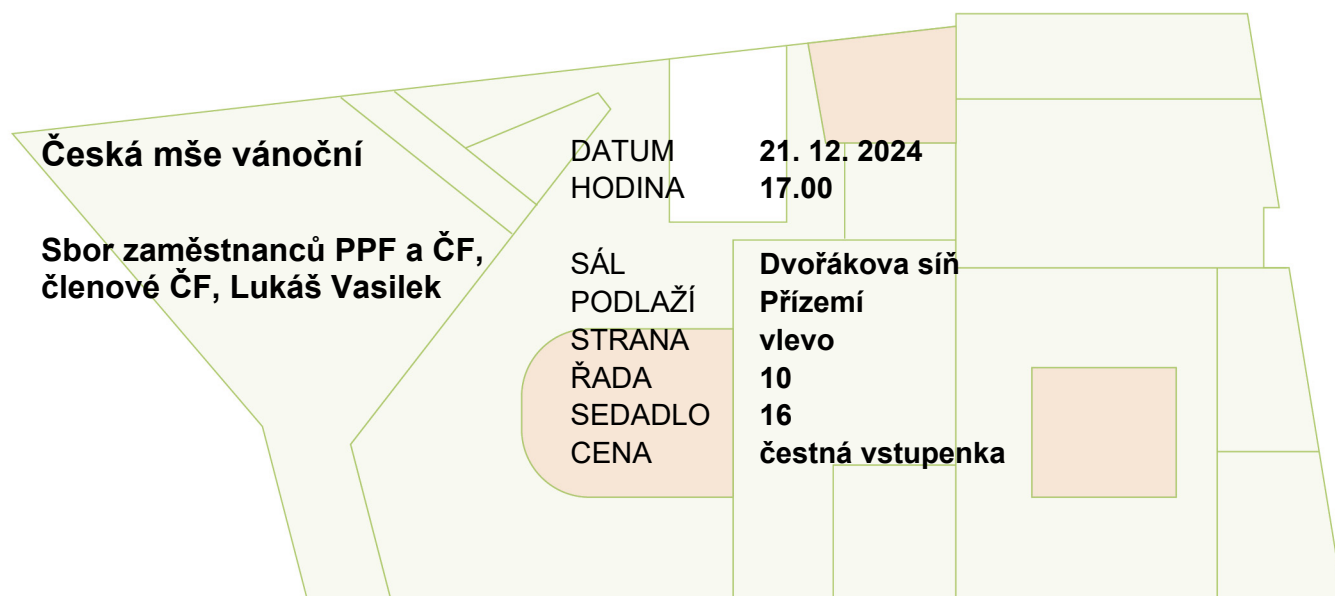 Česká mše vánoční
Sbor zaměstnanců PPF a ČF,
členové ČF, Lukáš Vasilek
DATUM 21. 12. 2024
HODINA 17.00
SÁL Dvořákova síň
PODLAŽÍ Přízemí
STRANA vlevo
ŘADA 10
SEDADLO 16
CENA čestná vstupenka